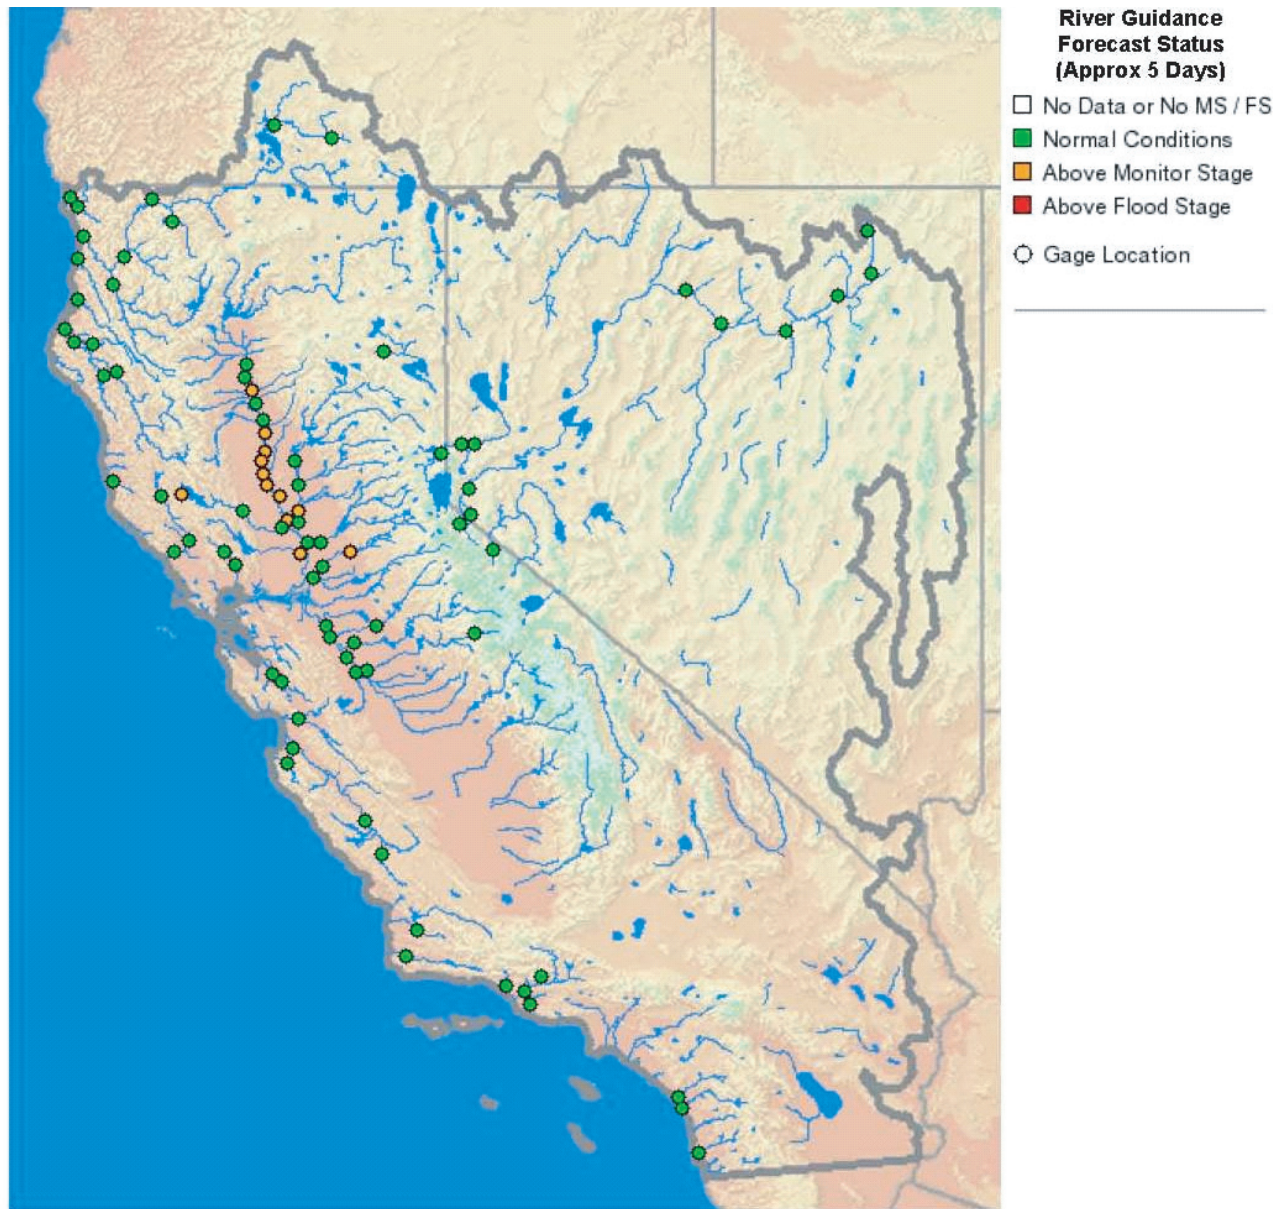 River Guidance
Forecast Status
(Approx 5 Days)
No Data or No MS / FS
Normal Conditions
Above Monitor Stage
Above Flood Stage
Gage Location